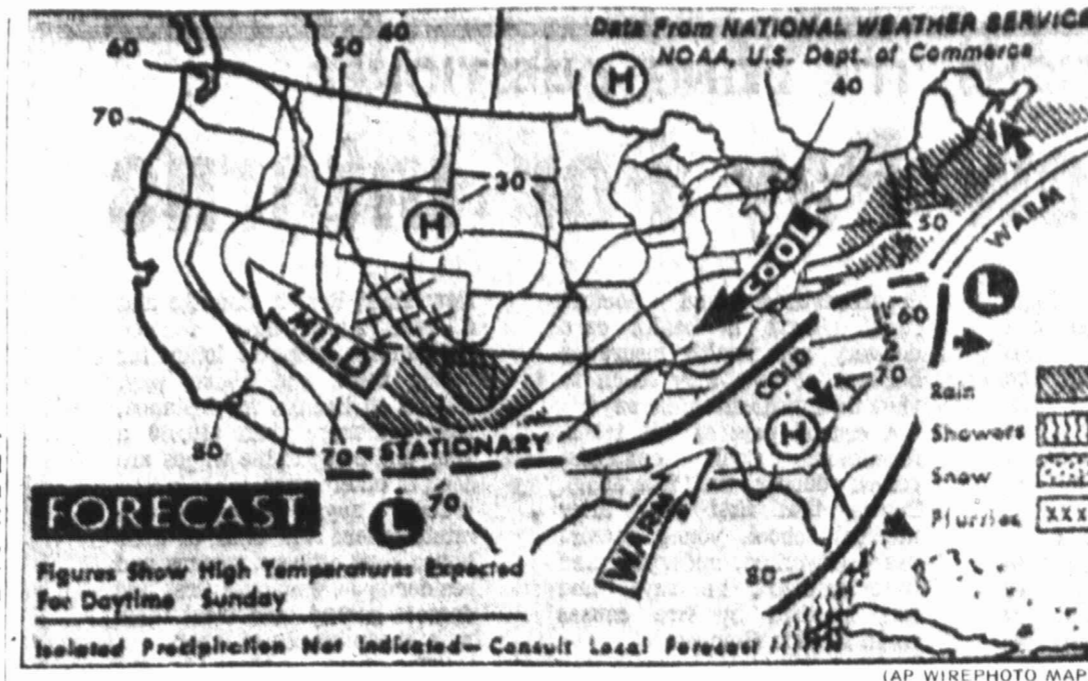 Data From NATIONAL WEATHER SERVICE
NOAA, U.S. Dept. of Commerce
60
50
40
H
40
70
30
H
COOL
50
WARM
MILD
L
60
COLD
70
Rain
H
Showers
80
70
STATIONARY
Snow
FORECAST
L
70
WARM
Flurries
XXX
80
Figures Show High Temperatures Expected
For Daytime Sunday
Isolated Precipitation Not Indicated— Consult Local Forecast
(AP WIREPHOTO MAP